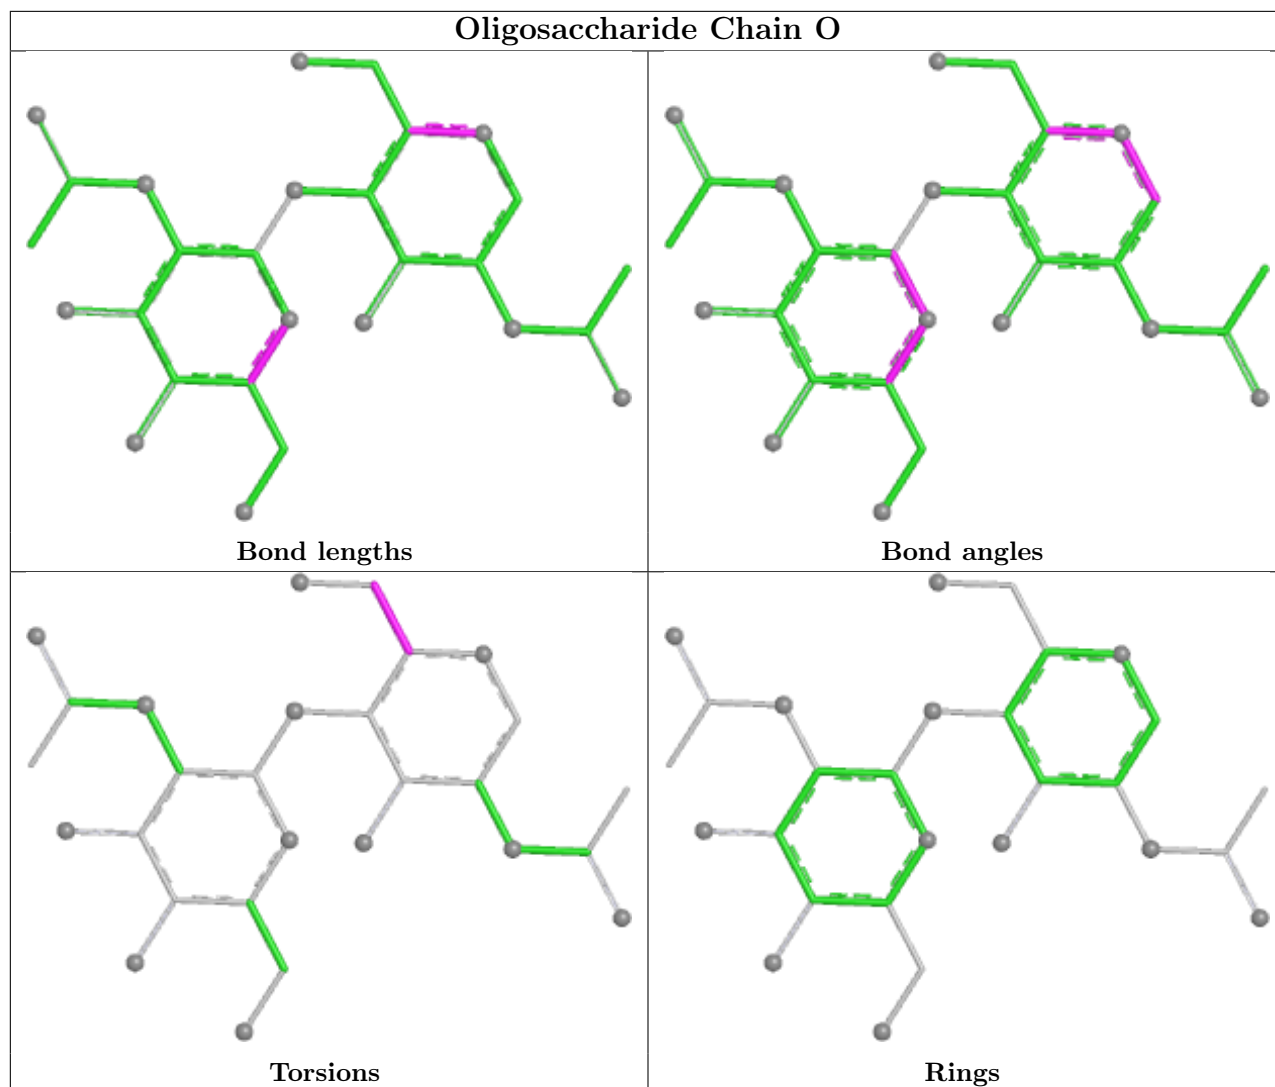 Oligosaccharide Chain O
Bond lengths
Bond angles
Torsions
Rings